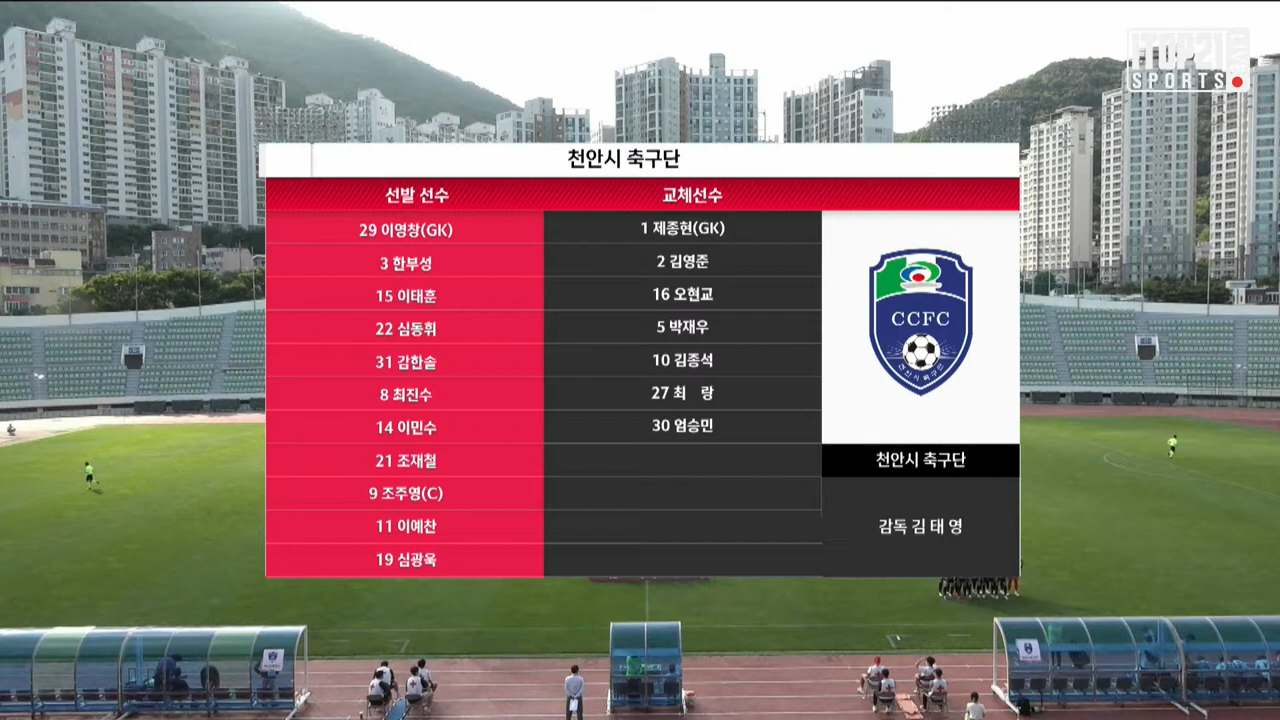 TOP21 LIVE
SPORTS
천안시 축구단
선발 선수
교체선수
29 이영창(GK)
3 한부성
15 이태훈
22 심동휘
31 감한솔
8 최진수
14 이민수
21 조재철
9 조주영(C)
11 이예찬
19 심광욱
1 제종현(GK)
2 김영준
16 오현교
5 박재우
10 김종석
27 최 랑
30 엄승민
CCFC
천안시 축구단
천안시 축구단
감독 김 태 영